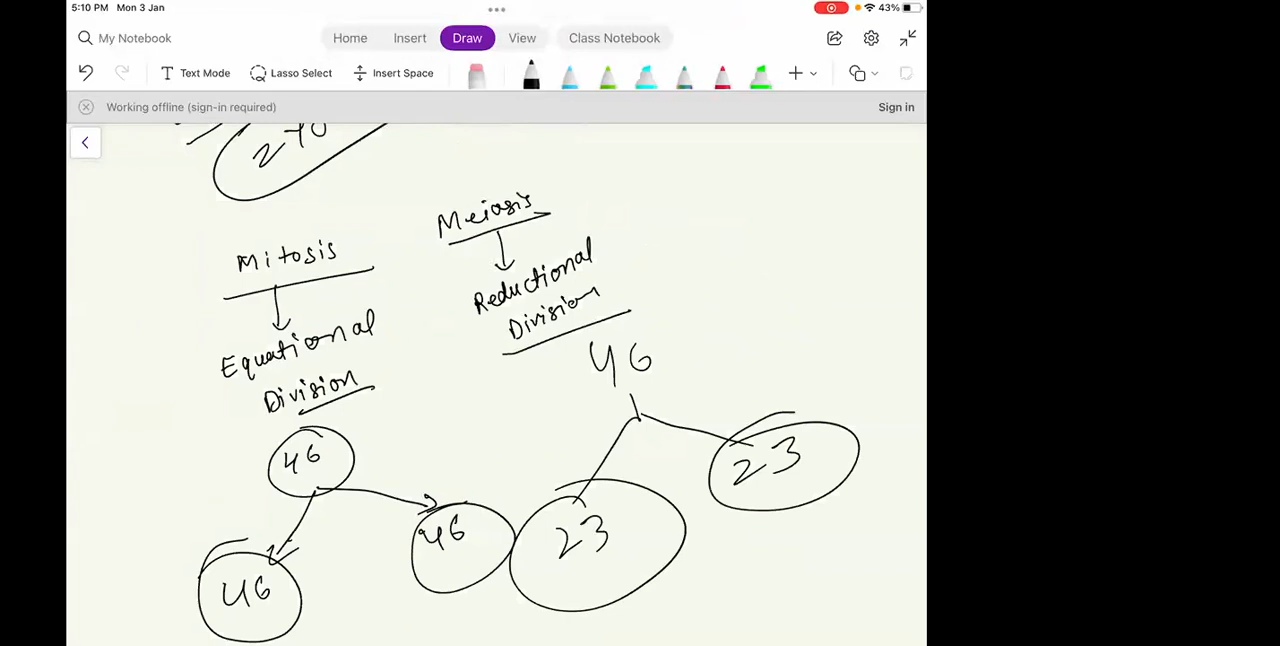 5:10 PM Mon 3 Jan
43%
My Notebook
Home Insert Draw View Class Notebook
Text Mode Lasso Select Insert Space
Working offline (sign-in required) Sign in
Mitosis
Equational
Division
46
46 46
Meiosis
Reductional
Division
46
23 23